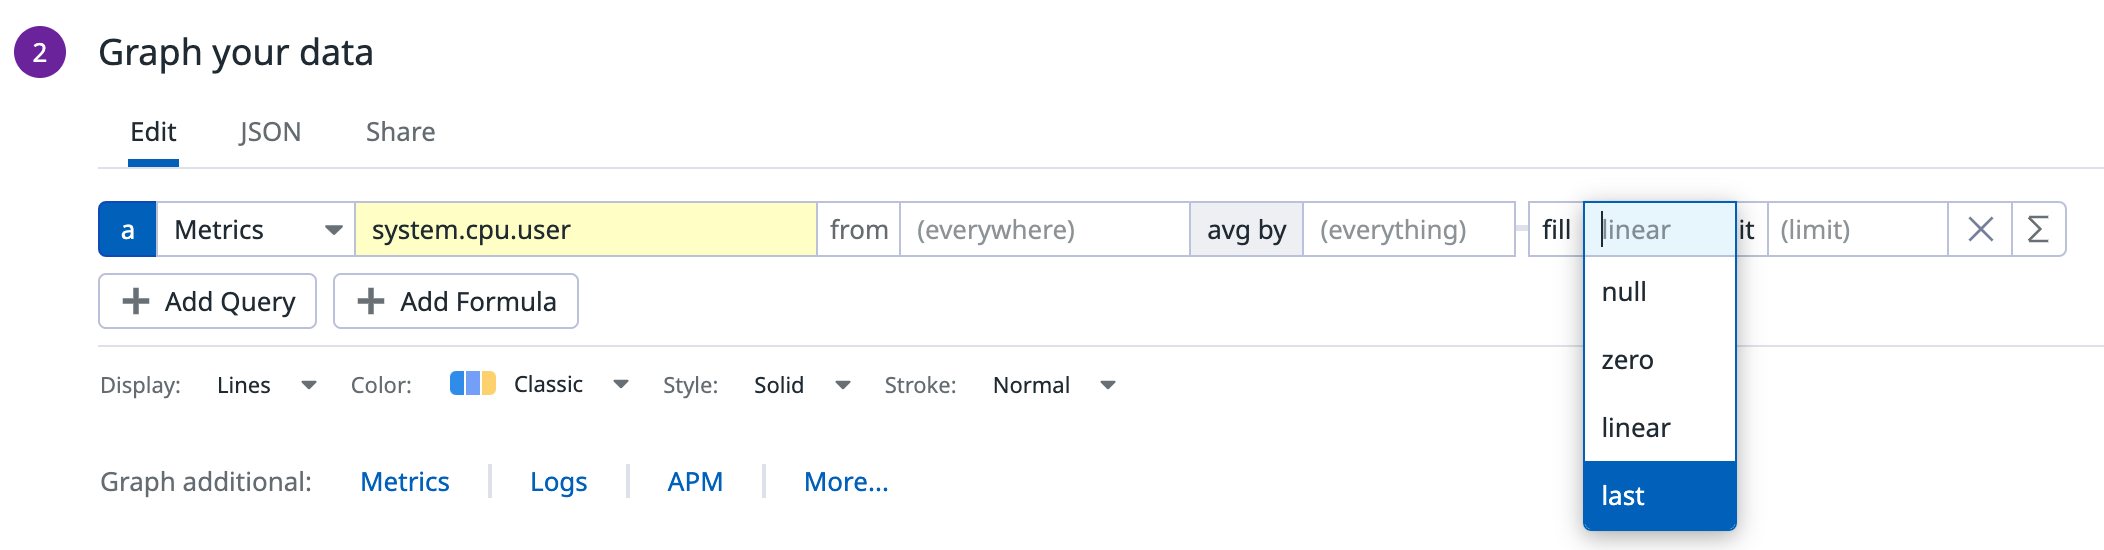 2 Graph your data
Edit JSON Share
a Metrics system.cpu.user from (everywhere) avg by (everything) fill linear it (limit)
null
Add Query Add Formula
zero
Display: Lines Color: Classic Style: Solid Stroke: Normal
linear
Graph additional: Metrics Logs APM More...
last